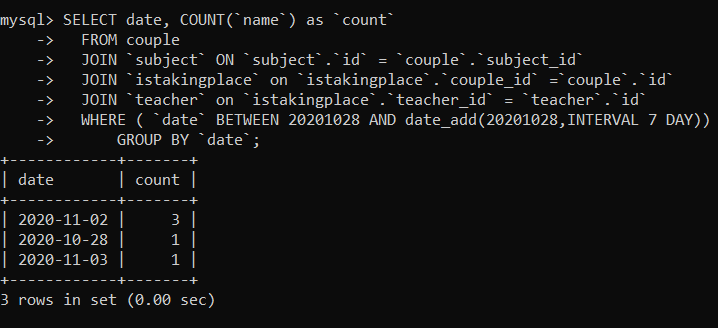 mysql> SELECT date, COUNT(`name`) as `count`
    ->   FROM couple
    ->   JOIN `subject` ON `subject`.`id` = `couple`.`subject_id`
    ->   JOIN `istakingplace` on `istakingplace`.`couple_id` =`couple`.`id`
    ->   JOIN `teacher` on `istakingplace`.`teacher_id` = `teacher`.`id`
    ->   WHERE ( `date` BETWEEN 20201028 AND date_add(20201028,INTERVAL 7 DAY))
    ->       GROUP BY `date`;
+------------+-------+
| date       | count |
+------------+-------+
| 2020-11-02 |     3 |
| 2020-10-28 |     1 |
| 2020-11-03 |     1 |
+------------+-------+
3 rows in set (0.00 sec)